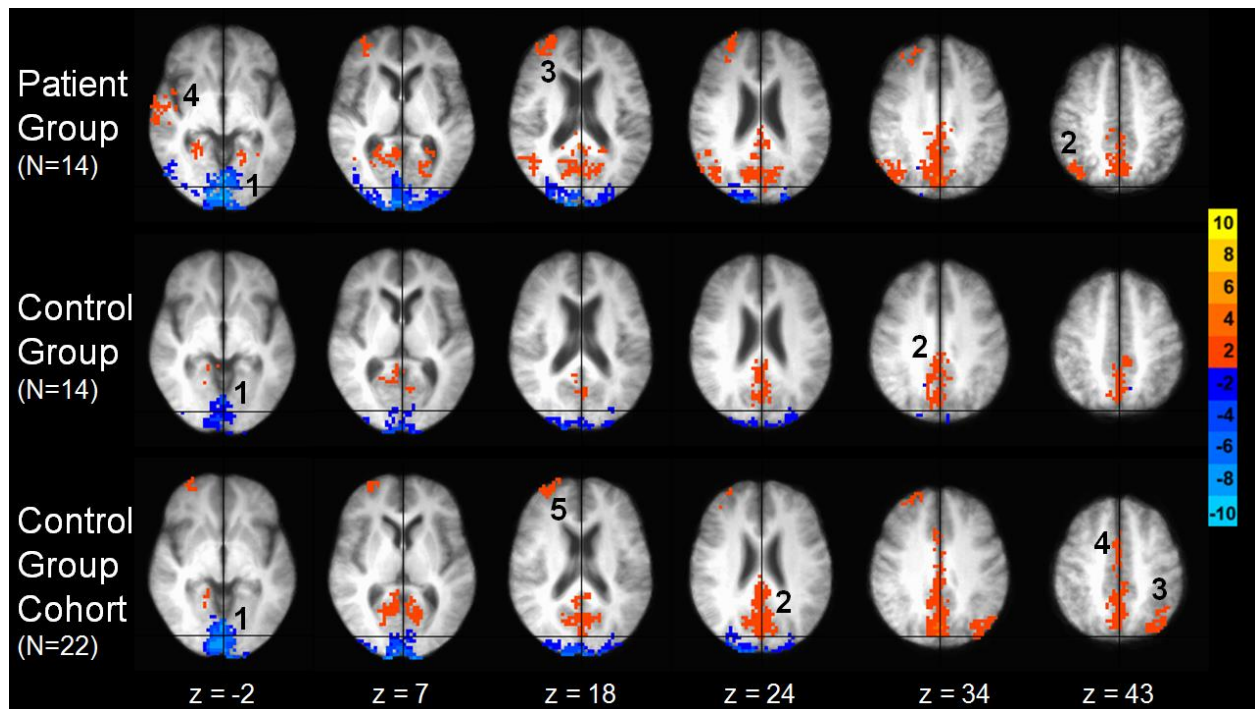 Patient
Group
(N=14)
4
1
3
2
Control
Group
(N=14)
1
2
Control
Group
Cohort
(N=22)
1
5
2
4
3
10
8
6
4
2
-2
-4
-6
-8
-10
z = -2 z = 7 z = 18 z = 24 z = 34 z = 43